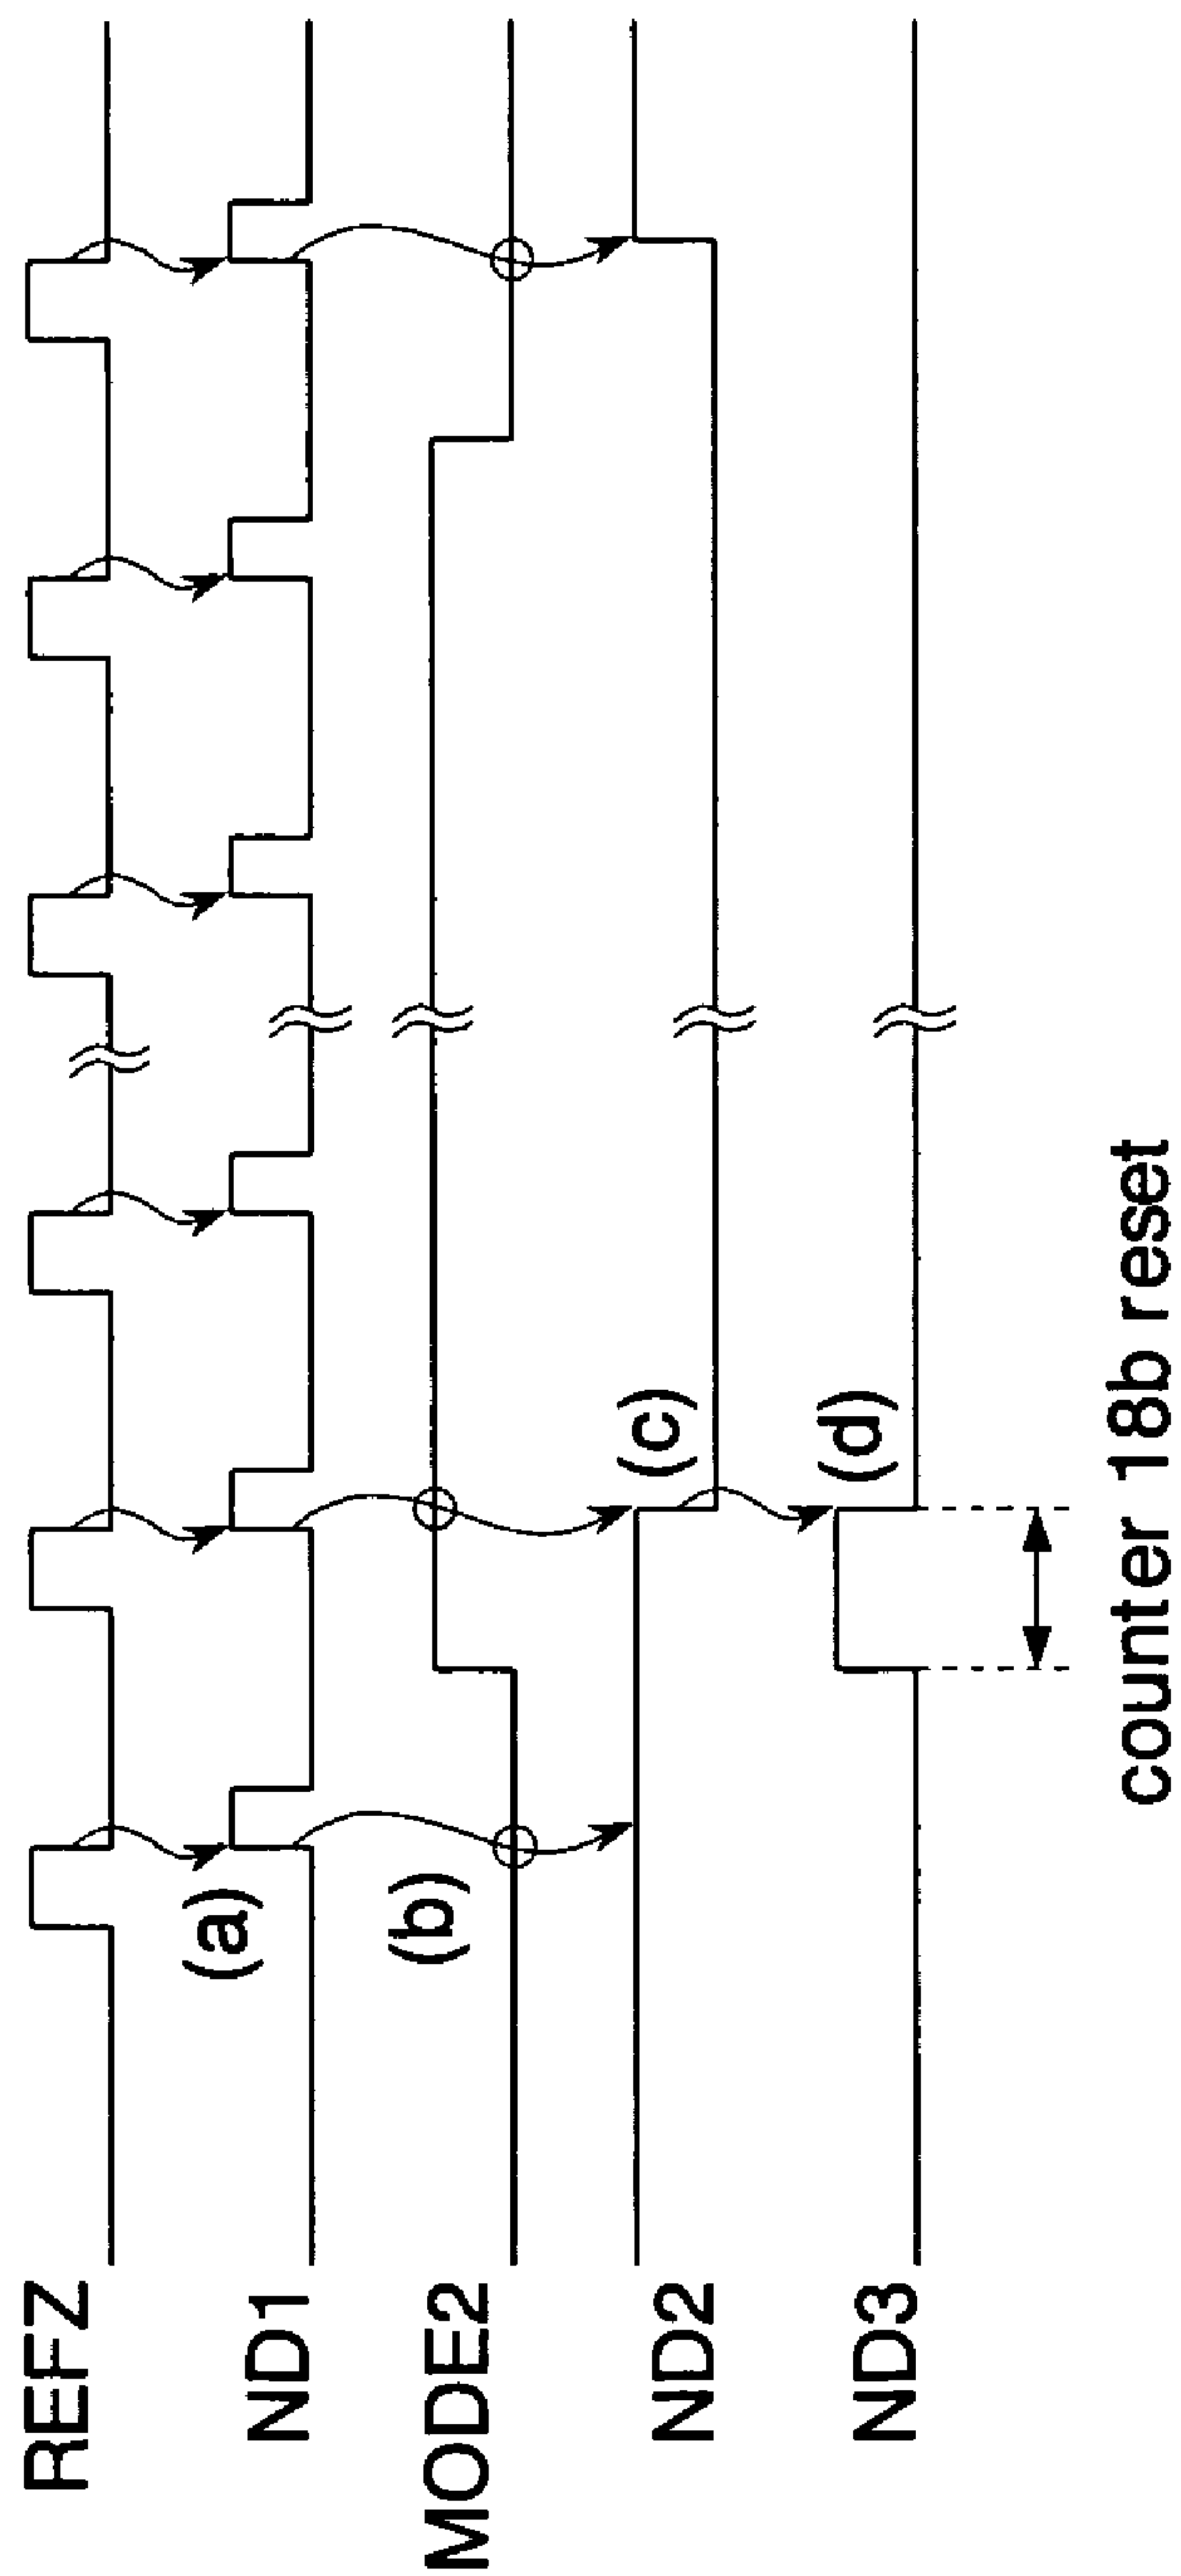 REFZ
ND1
(a)
MODE2
(b)
ND2
(c)
ND3
(d)
counter 18b reset